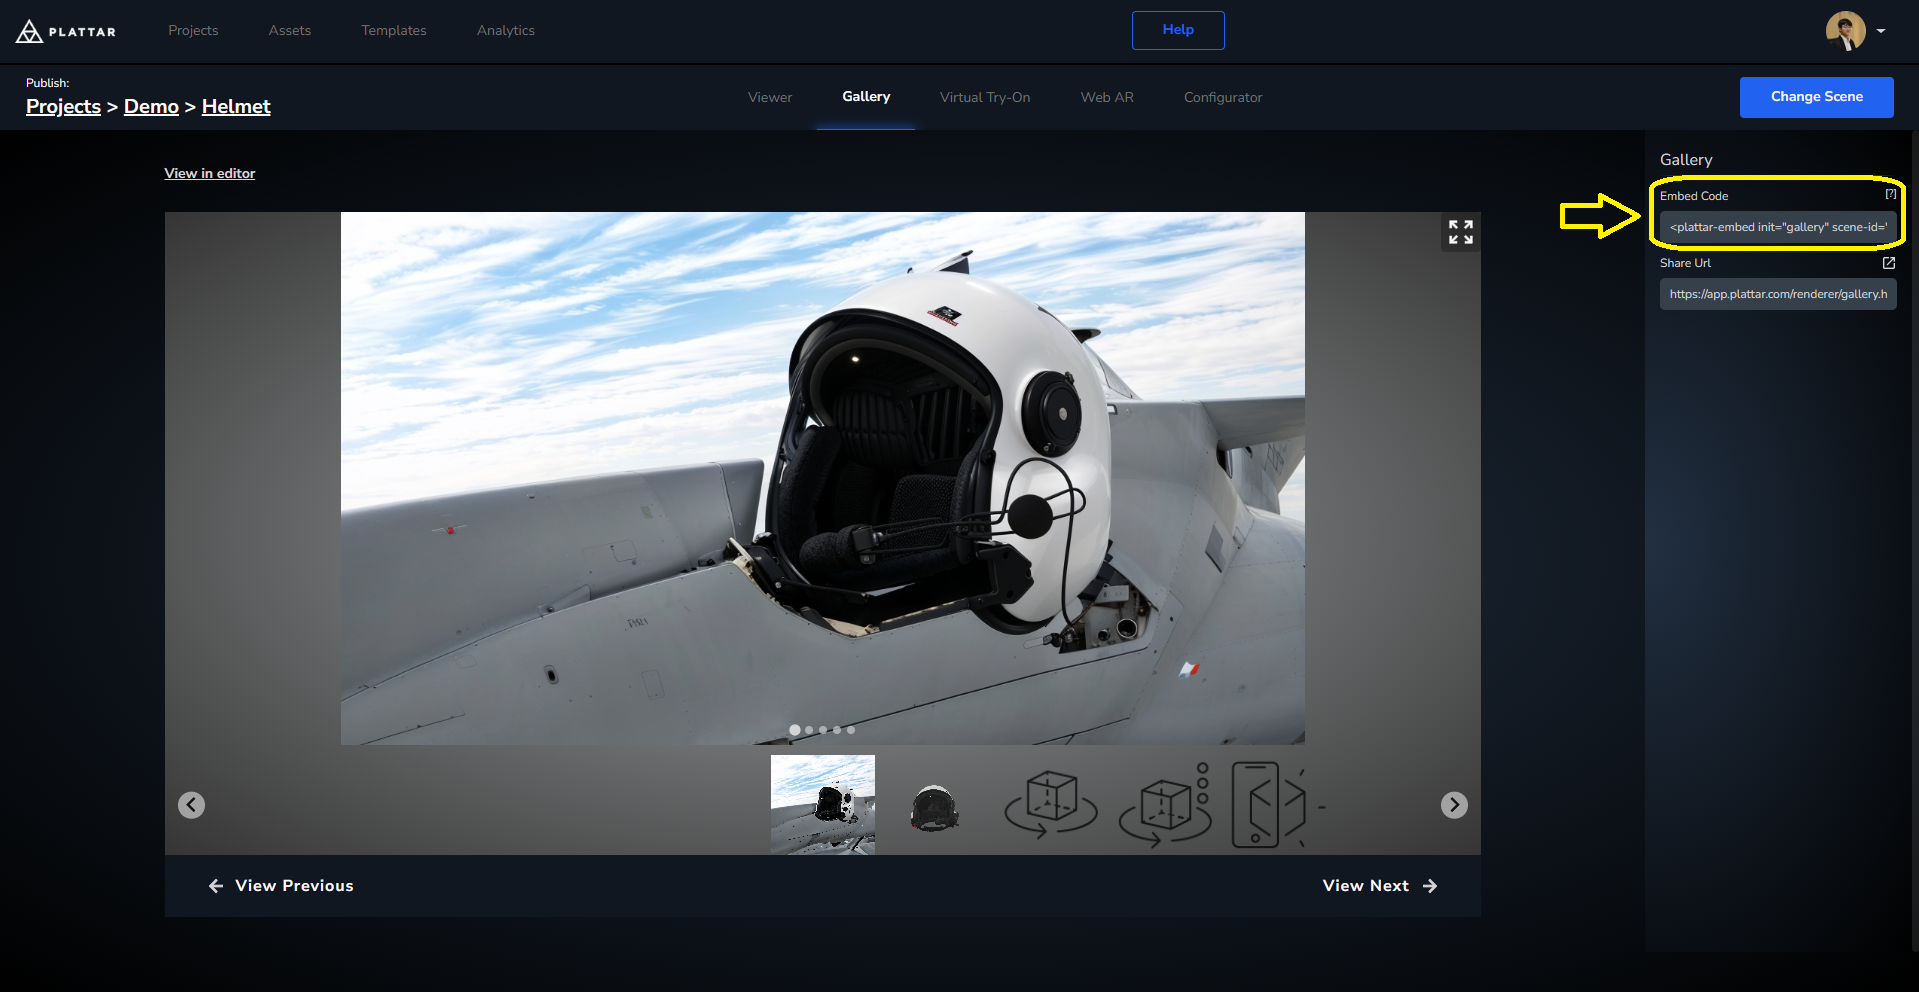 PLATTAR
Projects
Assets
Templates
Analytics
Help
Publish:
Projects > Demo > Helmet
Viewer
Gallery
Virtual Try-On
Web AR
Configurator
Change Scene
View in editor
Gallery
Embed Code
[?]
<plattar-embed init="gallery" scene-id='
Share Url
https://app.plattar.com/renderer/gallery.h
View Previous
View Next